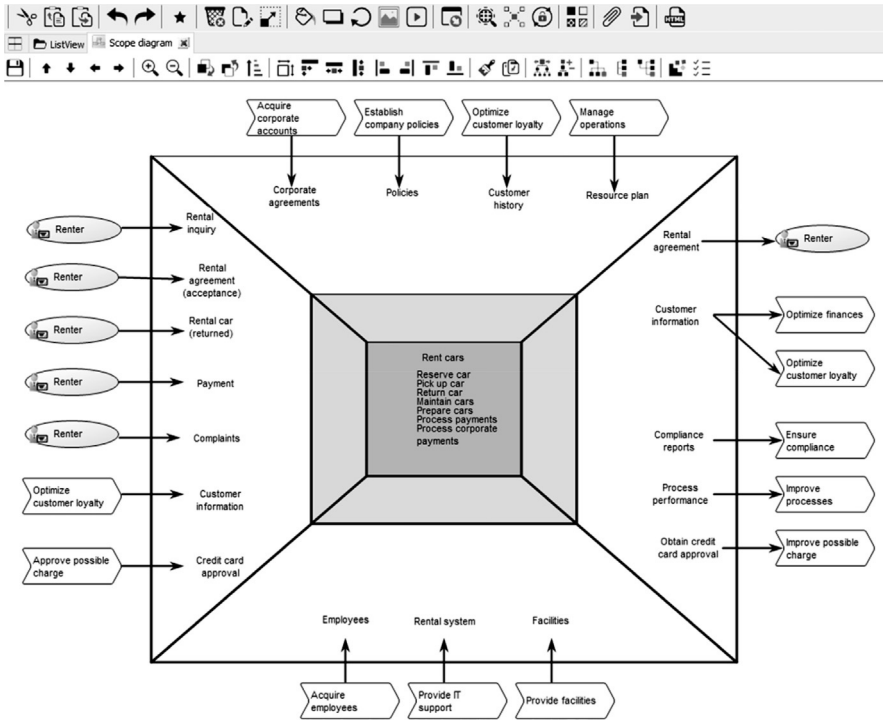 HTML
ListView
Scope diagram
Acquire
corporate
accounts
Establish
company policies
Optimize
customer loyalty
Manage
operations
Corporate
agreements
Policies
Customer
history
Resource plan
Renter
Rental
inquiry
Renter
Rental
agreement
(acceptance)
Renter
Rental car
(returned)
Renter
Payment
Renter
Complaints
Optimize
customer loyalty
Customer
information
Approve possible
charge
Credit card
approval
Rent cars
Reserve car
Pick up car
Return car
Maintain cars
Prepare cars
Process payments
Process corporate
payments
Rental
agreement
Renter
Customer
information
Optimize finances
Optimize
customer loyalty
Compliance
reports
Ensure
compliance
Process
performance
Improve
processes
Obtain credit
card approval
Improve possible
charge
Employees
Rental system
Facilities
Acquire
employees
Provide IT
support
Provide facilities